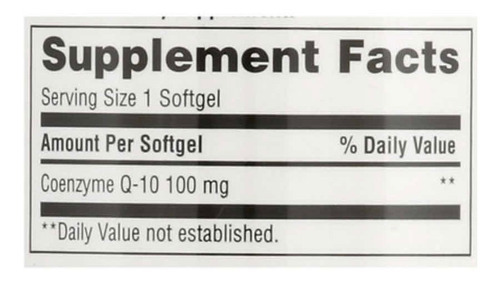 Supplement Facts
Serving Size 1 Softgel
Amount Per Softgel % Daily Value
Coenzyme Q-10 100 mg **
**Daily Value not established.